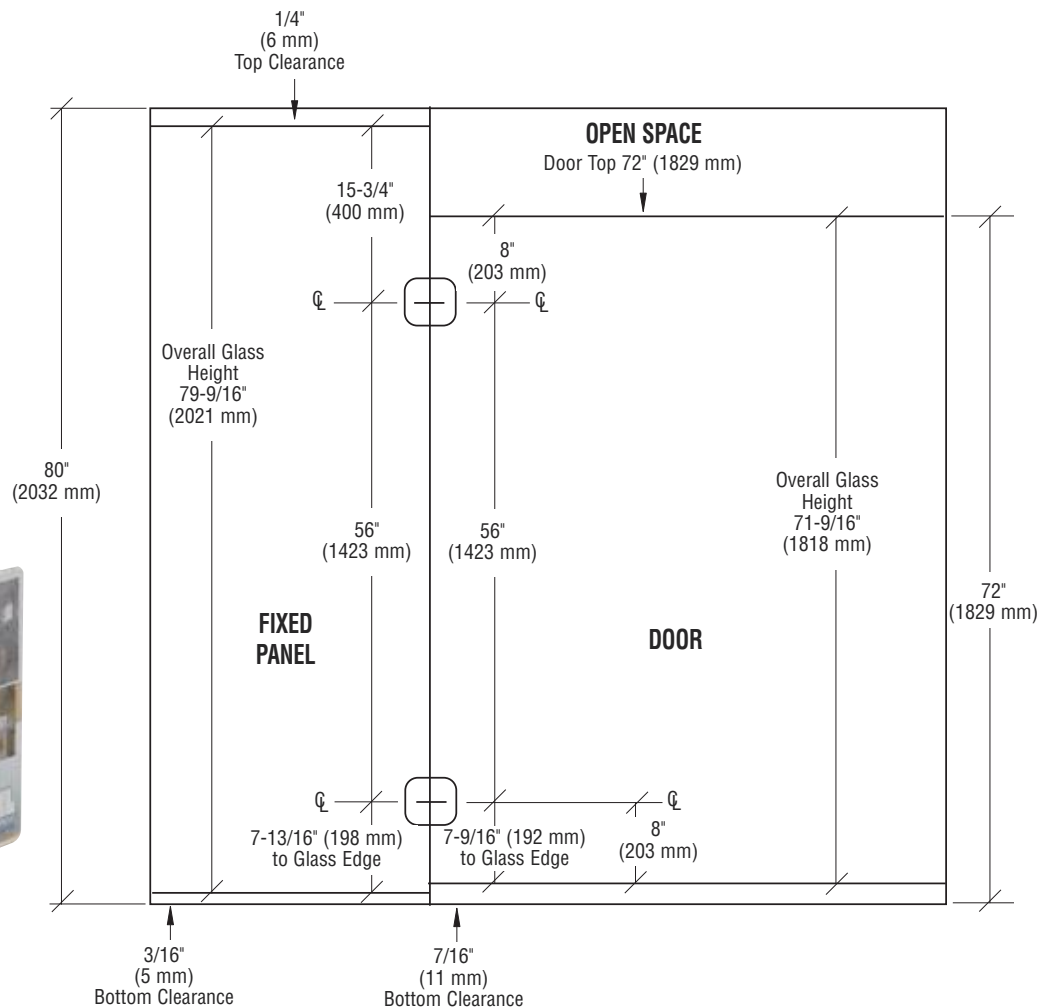 1/4"
(6 mm)
Top Clearance
OPEN SPACE
Door Top 72" (1829 mm)
15-3/4"
(400 mm)
8"
(203 mm)
℄
℄
Overall Glass
Height
79-9/16"
(2021 mm)
80"
(2032 mm)
Overall Glass
Height
71-9/16"
(1818 mm)
56"
(1423 mm)
56"
(1423 mm)
72"
(1829 mm)
FIXED
PANEL
DOOR
℄
℄
7-13/16" (198 mm)
to Glass Edge
7-9/16" (192 mm)
to Glass Edge
8"
(203 mm)
3/16"
(5 mm)
Bottom Clearance
7/16"
(11 mm)
Bottom Clearance